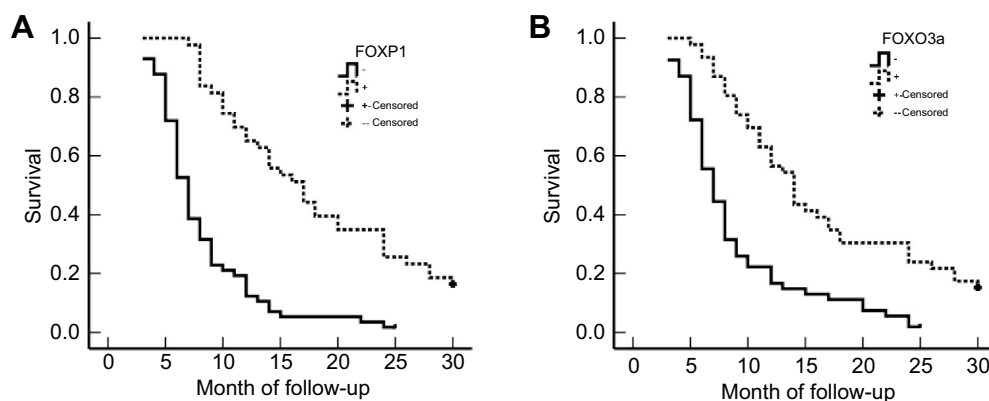 A
FOXP1
-
+
+-Censored
-- Censored
Survival
1.0
0.8
0.6
0.4
0.2
0.0
0 5 10 15 20 25 30
Month of follow-up
B
FOXO3a
-
+
+-Censored
--Censored
Survival
1.0
0.8
0.6
0.4
0.2
0.0
0 5 10 15 20 25 30
Month of follow-up